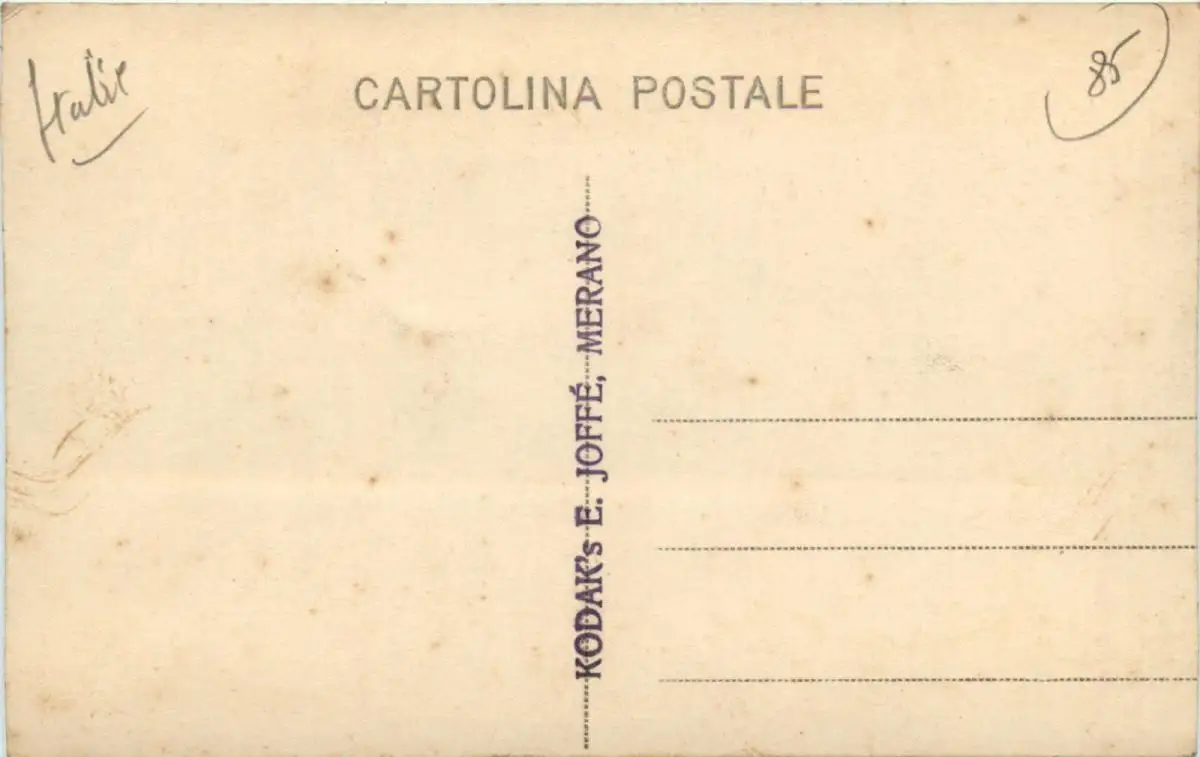 Italie
CARTOLINA POSTALE
85
KODAK's E. JOFFÉ, MERANO